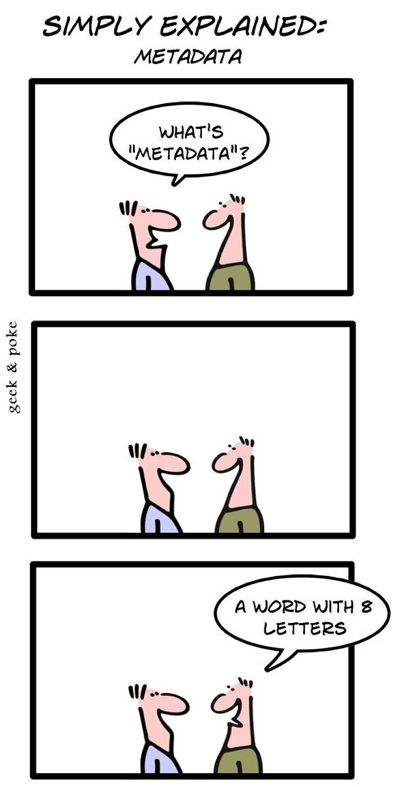 SIMPLY EXPLAINED:
METADATA
WHAT'S
"METADATA"?
geek & poke
A WORD WITH 8
LETTERS